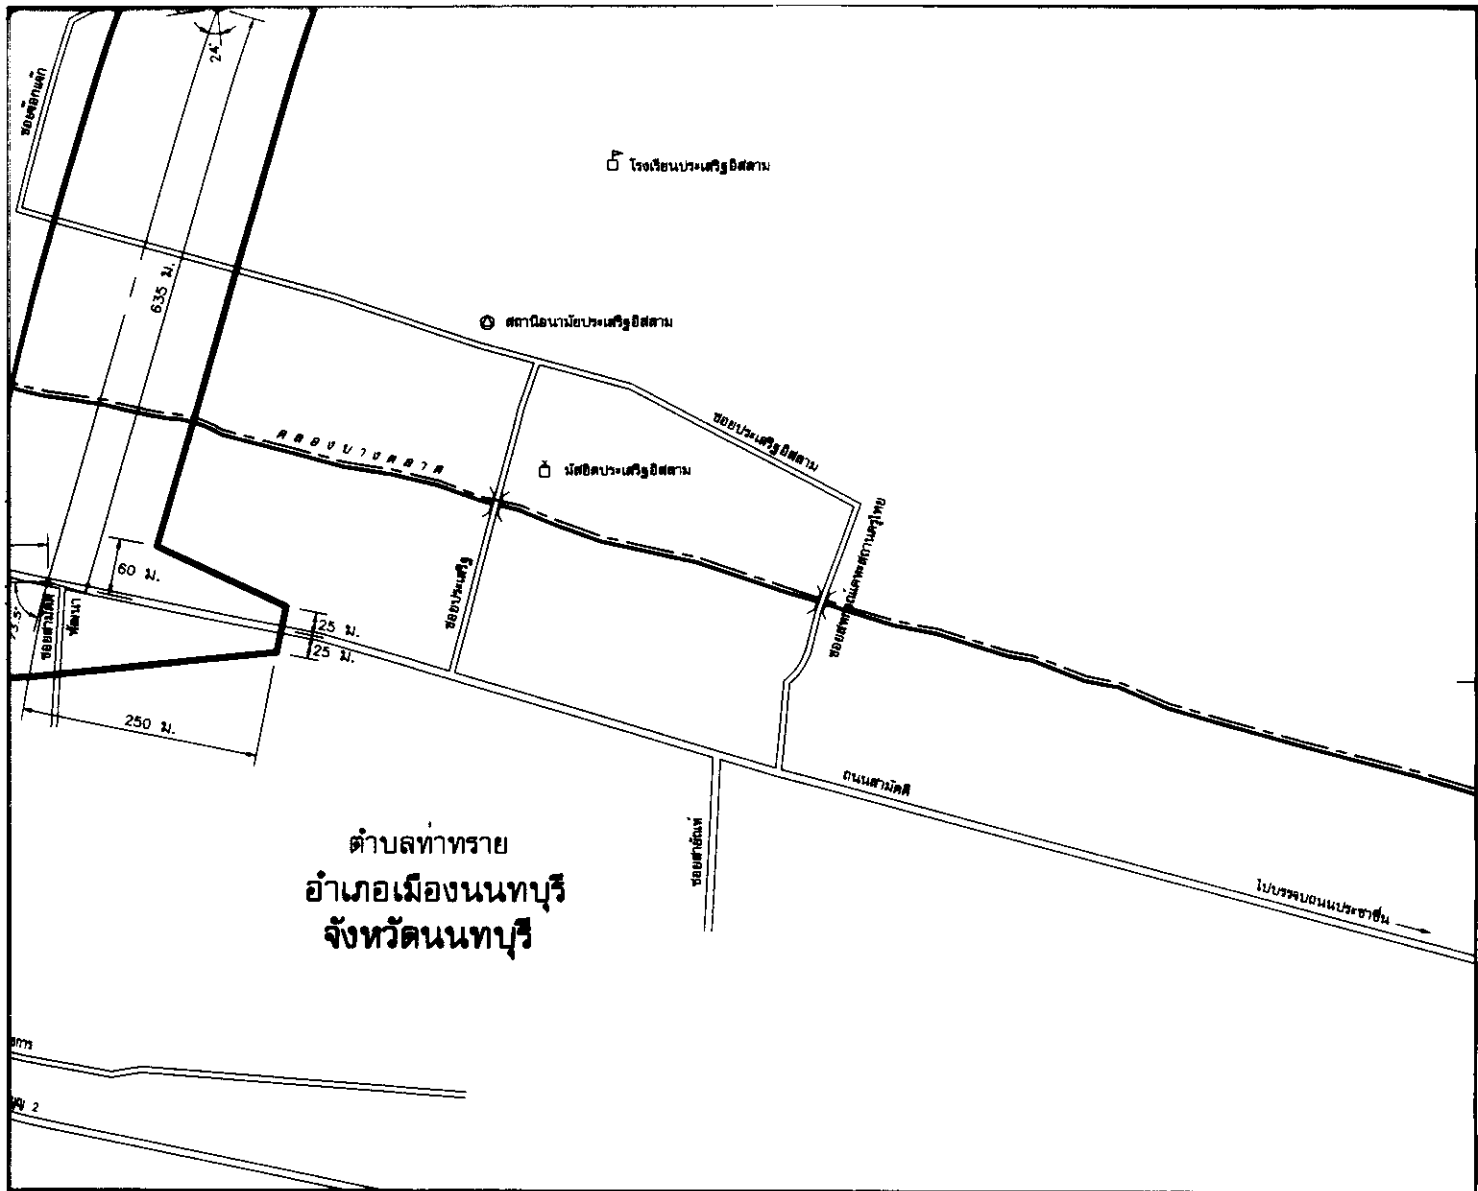 24°
ซอยจ๊อกแจ๊ก
โรงเรียนประเสริฐอิสลาม
635 ม.
สถานีอนามัยประเสริฐอิสลาม
ซอยประเสริฐอิสลาม
คลองบางตลาด
มัสยิดประเสริฐอิสลาม
60 ม.
ซอยประเสริฐ
73.5°
ซอยสามัคคี
พัฒนา
25 ม.
25 ม.
250 ม.
ถนนสามัคคี
ตำบลท่าทราย
อำเภอเมืองนนทบุรี
จังหวัดนนทบุรี
ไปบรรจบถนนประชาชื่น
2